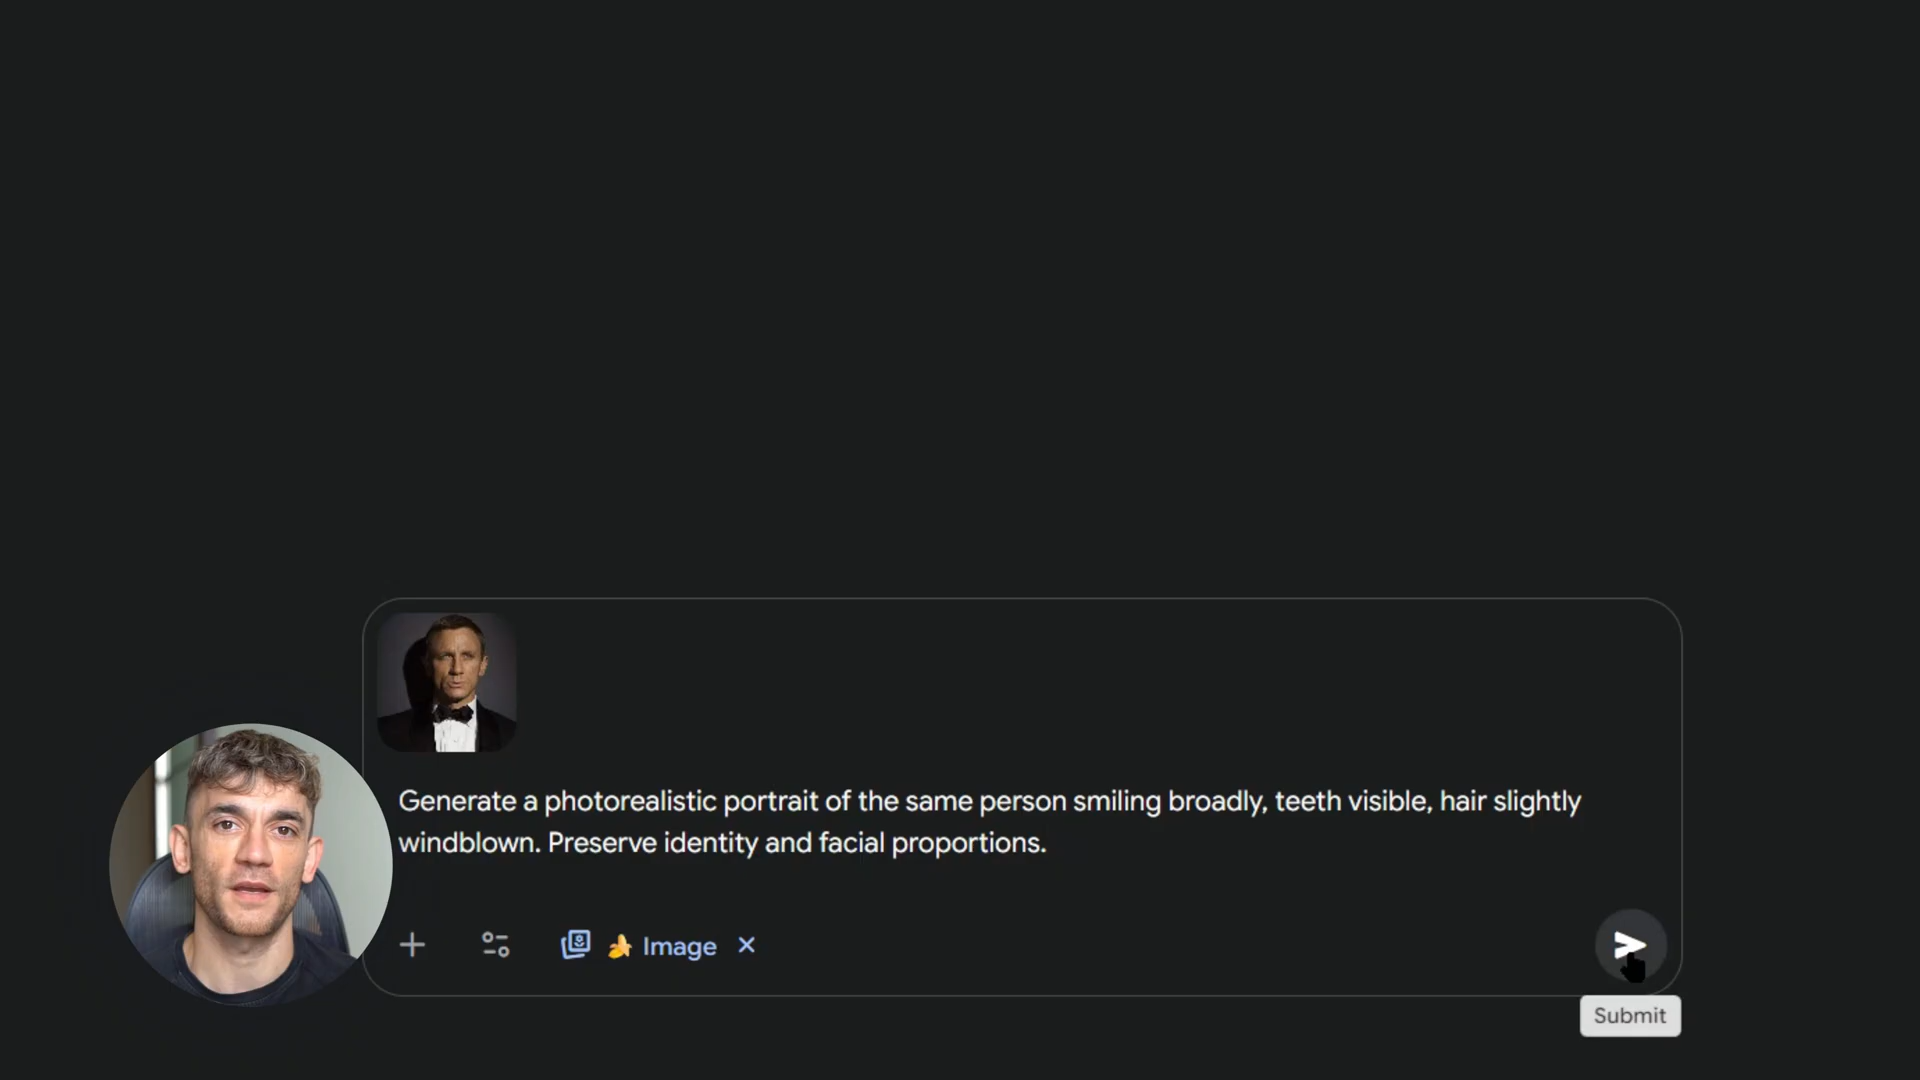 Generate a photorealistic portrait of the same person smiling broadly, teeth visible, hair slightly
windblown. Preserve identity and facial proportions.
Image
Submit